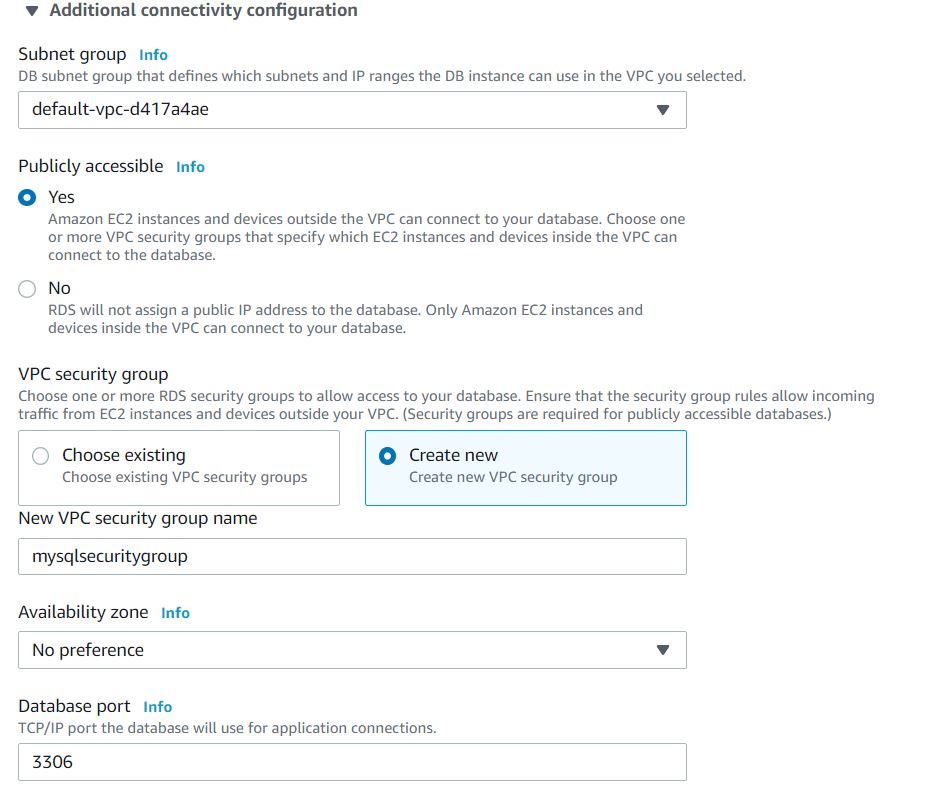 Additional connectivity configuration
Subnet group Info
DB subnet group that defines which subnets and IP ranges the DB instance can use in the VPC you selected.
default-vpc-d417a4ae
Publicly accessible Info
Yes
Amazon EC2 instances and devices outside the VPC can connect to your database. Choose one
or more VPC security groups that specify which EC2 instances and devices inside the VPC can
connect to the database.
No
RDS will not assign a public IP address to the database. Only Amazon EC2 instances and
devices inside the VPC can connect to your database.
VPC security group
Choose one or more RDS security groups to allow access to your database. Ensure that the security group rules allow incoming
traffic from EC2 instances and devices outside your VPC. (Security groups are required for publicly accessible databases.)
Choose existing
Choose existing VPC security groups
Create new
Create new VPC security group
New VPC security group name
mysqlsecuritygroup
Availability zone Info
No preference
Database port Info
TCP/IP port the database will use for application connections.
3306